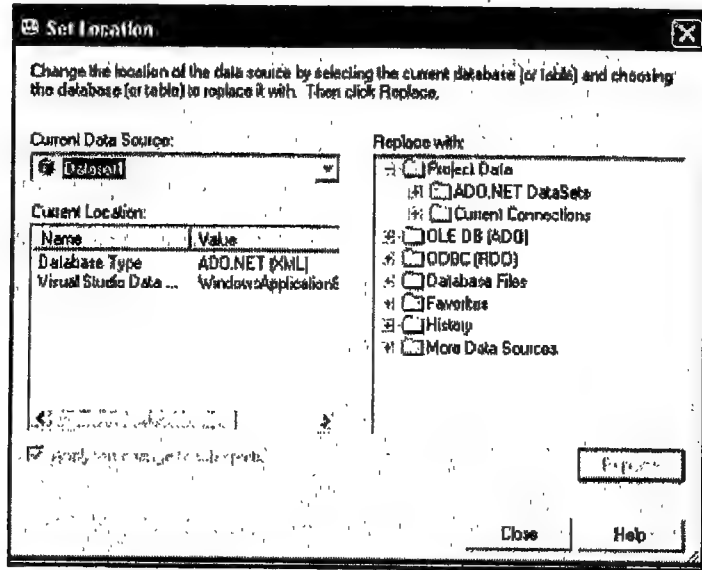 Set Location
Change the location of the data source by selecting the current database (or table) and choosing
the database (or table) to replace it with. Then click Replace.
Current Data Source:
Dataset1
Current Location:
Name Value
Database Type ADO.NET (XML)
Visual Studio Data ... WindowsApplication
Replace with:
Project Data
ADO.NET DataSets
Current Connections
OLE DB (ADO)
ODBC (RDO)
Database Files
Favorites
History
More Data Sources
Replace
Close Help